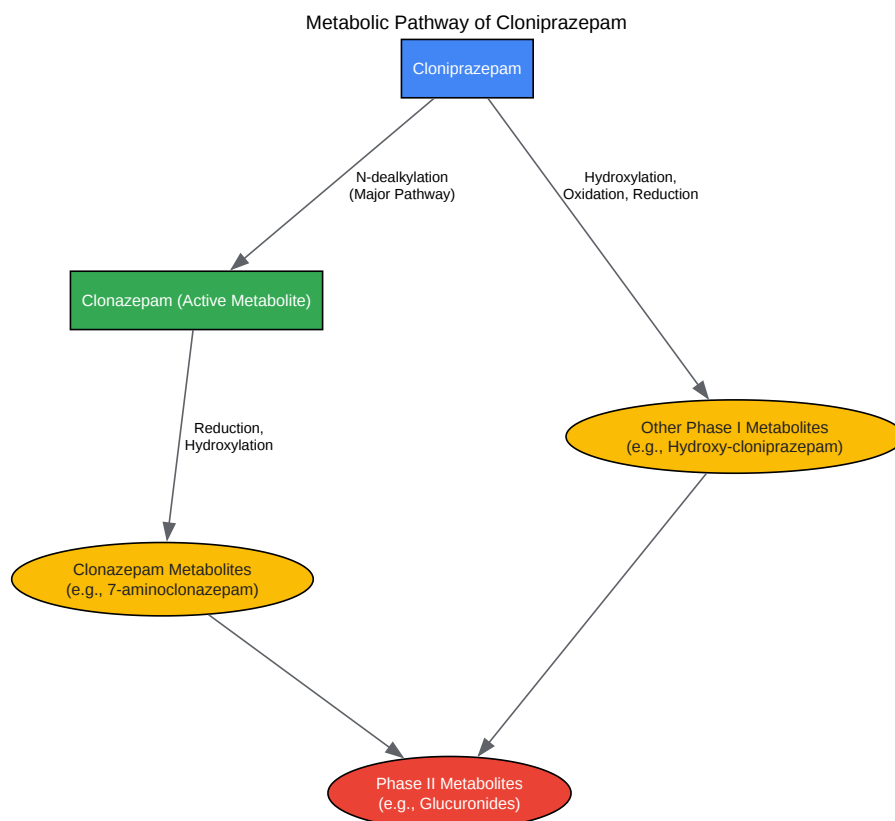 Metabolic Pathway of Cloniprazepam
Cloniprazepam
N-dealkylation
(Major Pathway)
Hydroxylation,
Oxidation, Reduction
Clonazepam (Active Metabolite)
Reduction,
Hydroxylation
Other Phase I Metabolites
(e.g., Hydroxy-cloniprazepam)
Clonazepam Metabolites
(e.g., 7-aminoclonazepam)
Phase II Metabolites
(e.g., Glucuronides)